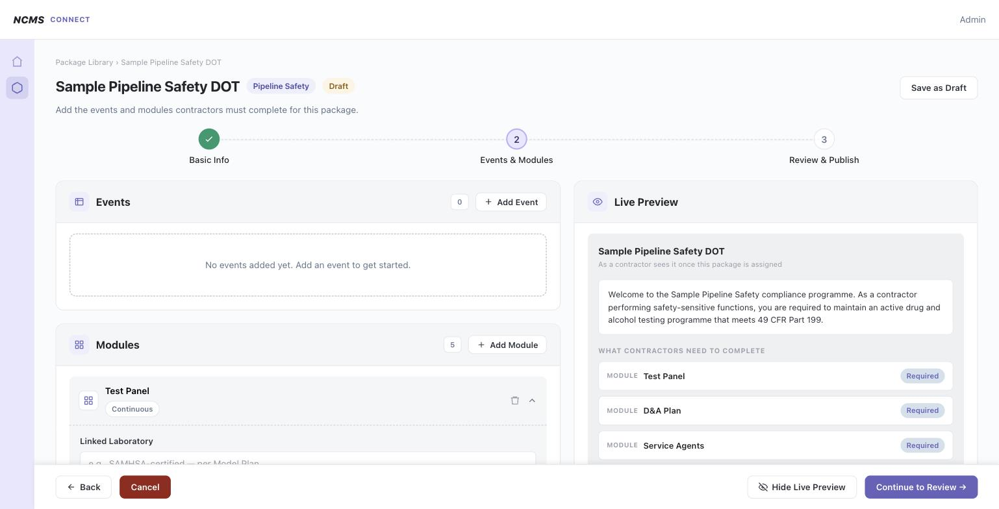 NCMS CONNECT
Admin
Package Library › Sample Pipeline Safety DOT
Sample Pipeline Safety DOT
Pipeline Safety
Draft
Save as Draft
Add the events and modules contractors must complete for this package.
2
3
Basic Info
Events & Modules
Review & Publish
Events
0
+ Add Event
No events added yet. Add an event to get started.
Modules
5
+ Add Module
Test Panel
Continuous
Linked Laboratory
e.g., SAMHSA-certified — per Model Plan
Live Preview
Sample Pipeline Safety DOT
As a contractor sees it once this package is assigned
Welcome to the Sample Pipeline Safety compliance programme. As a contractor
performing safety-sensitive functions, you are required to maintain an active drug and
alcohol testing programme that meets 49 CFR Part 199.
WHAT CONTRACTORS NEED TO COMPLETE
MODULE Test Panel Required
MODULE D&A Plan Required
MODULE Service Agents Required
← Back
Cancel
Hide Live Preview
Continue to Review →